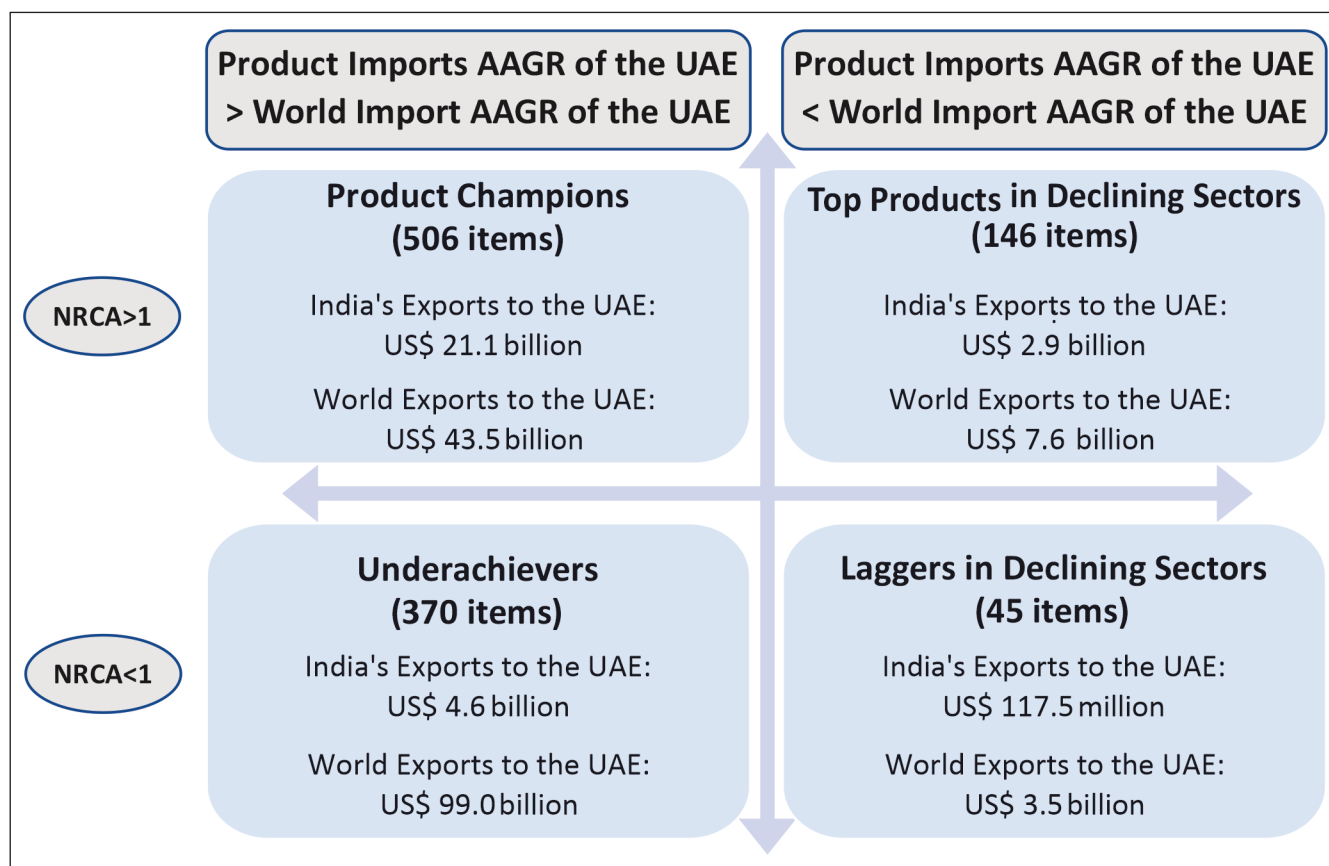 Product Imports AAGR of the UAE
> World Import AAGR of the UAE
Product Imports AAGR of the UAE
< World Import AAGR of the UAE
NRCA>1
Product Champions
(506 items)
India's Exports to the UAE:
US$ 21.1 billion
World Exports to the UAE:
US$ 43.5 billion
Top Products in Declining Sectors
(146 items)
India's Exports to the UAE:
US$ 2.9 billion
World Exports to the UAE:
US$ 7.6 billion
NRCA<1
Underachievers
(370 items)
India's Exports to the UAE:
US$ 4.6 billion
World Exports to the UAE:
US$ 99.0 billion
Laggers in Declining Sectors
(45 items)
India's Exports to the UAE:
US$ 117.5 million
World Exports to the UAE:
US$ 3.5 billion